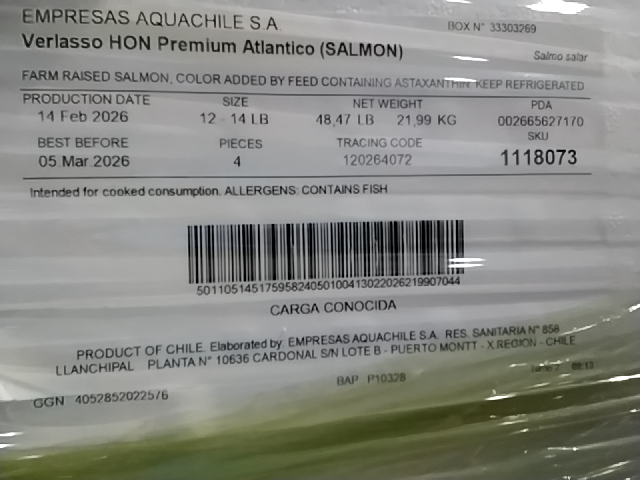 EMPRESAS AQUACHILE S.A.
BOX N° 33303269
Verlasso HON Premium Atlantico (SALMON)
Salmo salar
FARM RAISED SALMON, COLOR ADDED BY FEED CONTAINING ASTAXANTHIN. KEEP REFRIGERATED
PRODUCTION DATE SIZE NET WEIGHT PDA
14 Feb 2026 12 - 14 LB 48,47 LB 21,99 KG 002665627170
BEST BEFORE PIECES TRACING CODE SKU
05 Mar 2026 4 120264072 1118073
Intended for cooked consumption. ALLERGENS: CONTAINS FISH
CARGA CONOCIDA
PRODUCT OF CHILE. Elaborated by: EMPRESAS AQUACHILE S.A. RES. SANITARIA N° 858
LLANCHIPAL PLANTA N° 10636 CARDONAL S/N LOTE B - PUERTO MONTT - X REGION - CHILE
BAP P10328
GGN 4052852022576